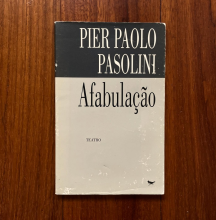 PIER PAOLO
PASOLINI
Afabulação
TEATRO